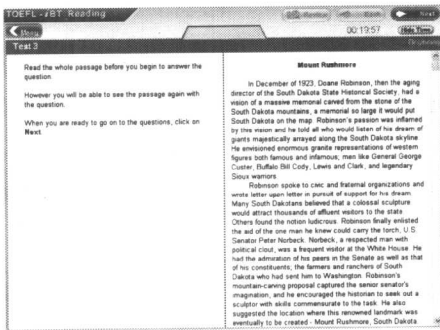 TOEFL-iBT Reading
Review
Back
Next
Menu
00:19:57
Hide Time
Test 3
Read the whole passage before you begin to answer the
question.
However you will be able to see the passage again with
the question.
When you are ready to go on to the questions, click on
Next
Mount Rushmore
In December of 1923, Doane Robinson, then the aging
director of the South Dakota State Historical Society, had a
vision of a massive memorial carved from the stone of the
South Dakota mountains, a memorial so large it would put
South Dakota on the map. Robinson's passion was inflamed
by this vision and he told all who would listen of his dream of
giants majestically arrayed along the South Dakota skyline.
He envisioned enormous granite representations of western
figures both famous and infamous; men like General George
Custer, Buffalo Bill Cody, Lewis and Clark, and legendary
Sioux warriors.
Robinson spoke to civic and fraternal organizations and
wrote letter upon letter in pursuit of support for his dream.
Many South Dakotans believed that a colossal sculpture
would attract thousands of affluent visitors to the state.
Others found the notion ludicrous. Robinson finally enlisted
the aid of the one man he knew could carry the torch, U.S.
Senator Peter Norbeck. Norbeck, a respected man with
political clout, was a frequent visitor at the White House. He
had the admiration of his peers in the Senate as well as that
of his constituents; the farmers and ranchers of South
Dakota who had sent him to Washington. Robinson's
mountain-carving proposal captured the senior senator's
imagination, and he encouraged the historian to seek out a
sculptor with skills commensurate to the task. He also
suggested the location where this renowned landmark was
eventually to be created - Mount Rushmore, South Dakota